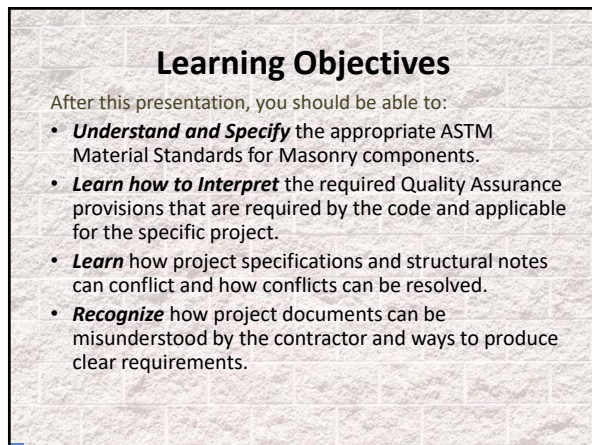 Learning Objectives
After this presentation, you should be able to:
• Understand and Specify the appropriate ASTM
Material Standards for Masonry components.
• Learn how to Interpret the required Quality Assurance
provisions that are required by the code and applicable
for the specific project.
• Learn how project specifications and structural notes
can conflict and how conflicts can be resolved.
• Recognize how project documents can be
misunderstood by the contractor and ways to produce
clear requirements.